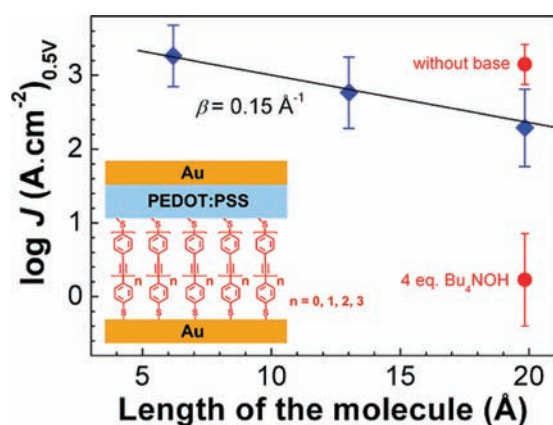 log J (A.cm⁻²)₀.₅ᵥ
3
2
1
0
without base
β = 0.15 Å⁻¹
Au
PEDOT:PSS
S S S S S
n n n n n
n = 0, 1, 2, 3
S S S S S
Au
4 eq. Bu₄NOH
5 10 15 20
Length of the molecule (Å)